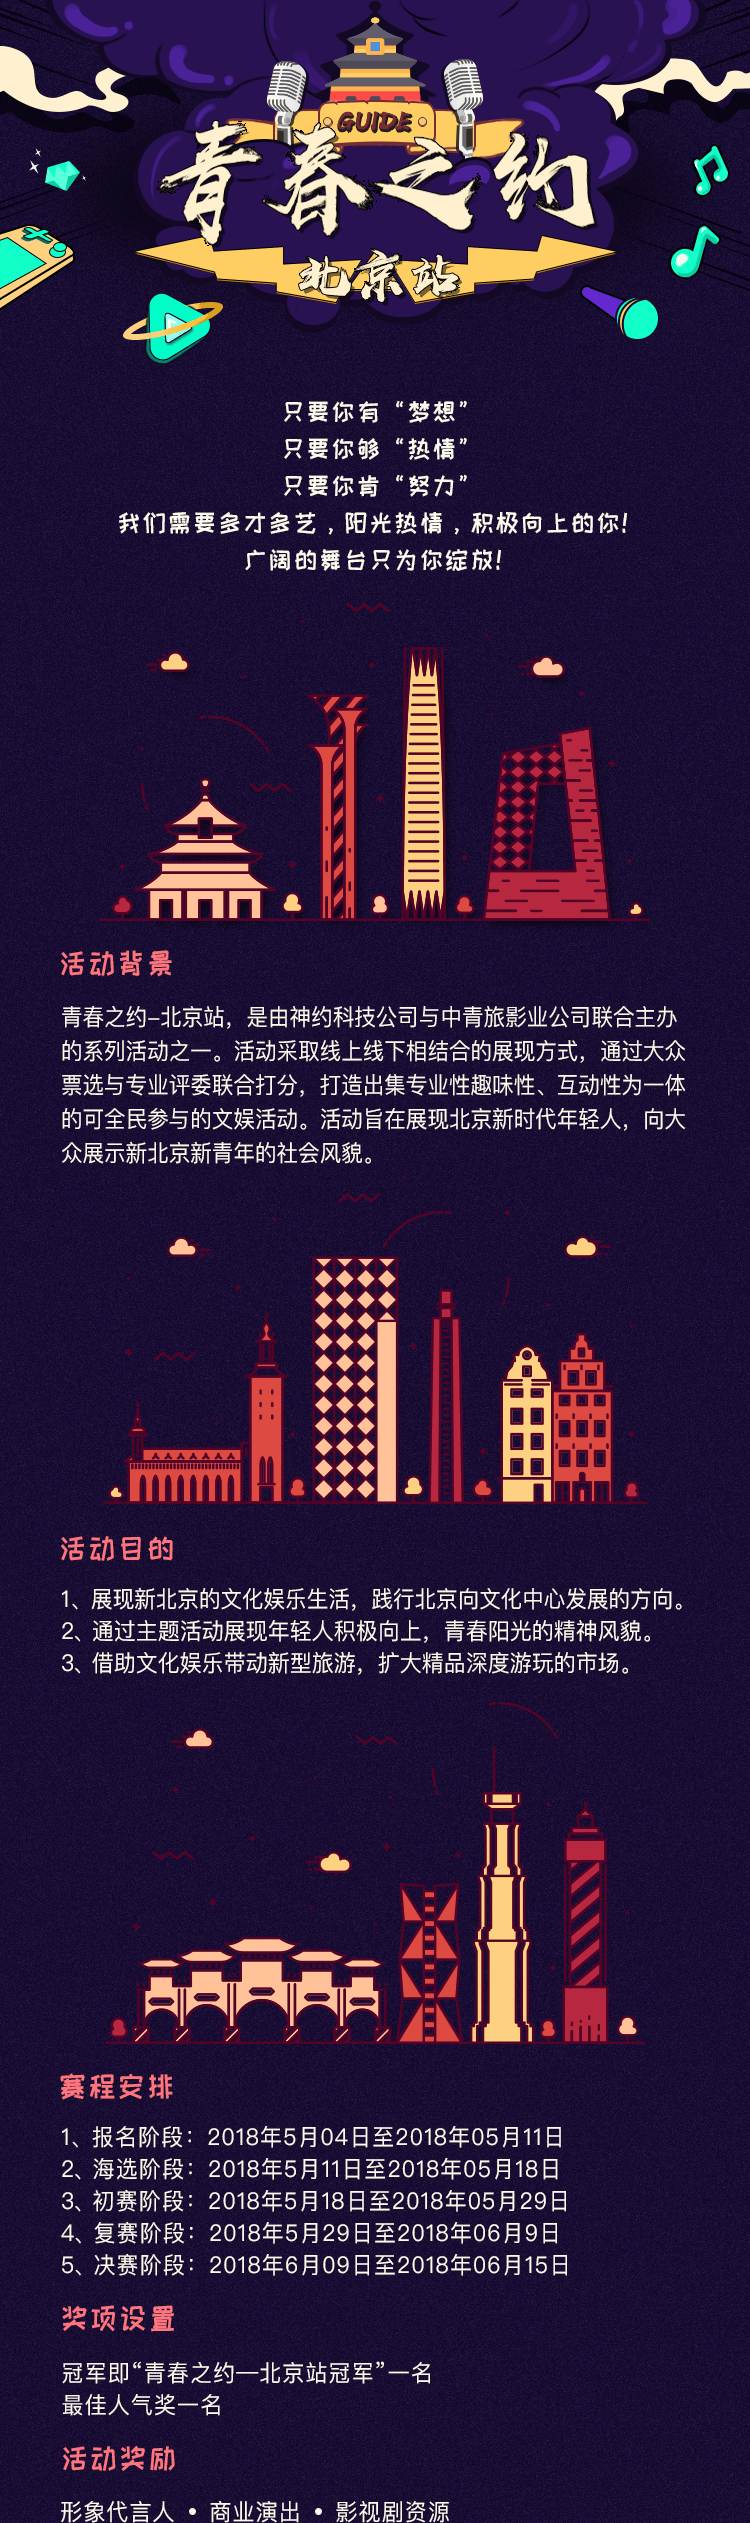 GUIDE
青春之约
北京站
只要你有“梦想”
只要你够“热情”
只要你肯“努力”
我们需要多才多艺，阳光热情，积极向上的你！
广阔的舞台只为你绽放！
活动背景
青春之约-北京站，是由神约科技公司与中青旅影业公司联合主办
的系列活动之一。活动采取线上线下相结合的展现方式，通过大众
票选与专业评委联合打分，打造出集专业性趣味性、互动性为一体
的可全民参与的文娱活动。活动旨在展现北京新时代年轻人，向大
众展示新北京新青年的社会风貌。
活动目的
1、展现新北京的文化娱乐生活，践行北京向文化中心发展的方向。
2、通过主题活动展现年轻人积极向上，青春阳光的精神风貌。
3、借助文化娱乐带动新型旅游，扩大精品深度游玩的市场。
赛程安排
1、报名阶段：2018年5月04日至2018年05月11日
2、海选阶段：2018年5月11日至2018年05月18日
3、初赛阶段：2018年5月18日至2018年05月29日
4、复赛阶段：2018年5月29日至2018年06月9日
5、决赛阶段：2018年6月09日至2018年06月15日
奖项设置
冠军即“青春之约—北京站冠军”一名
最佳人气奖一名
活动奖励
形象代言人 • 商业演出 • 影视剧资源